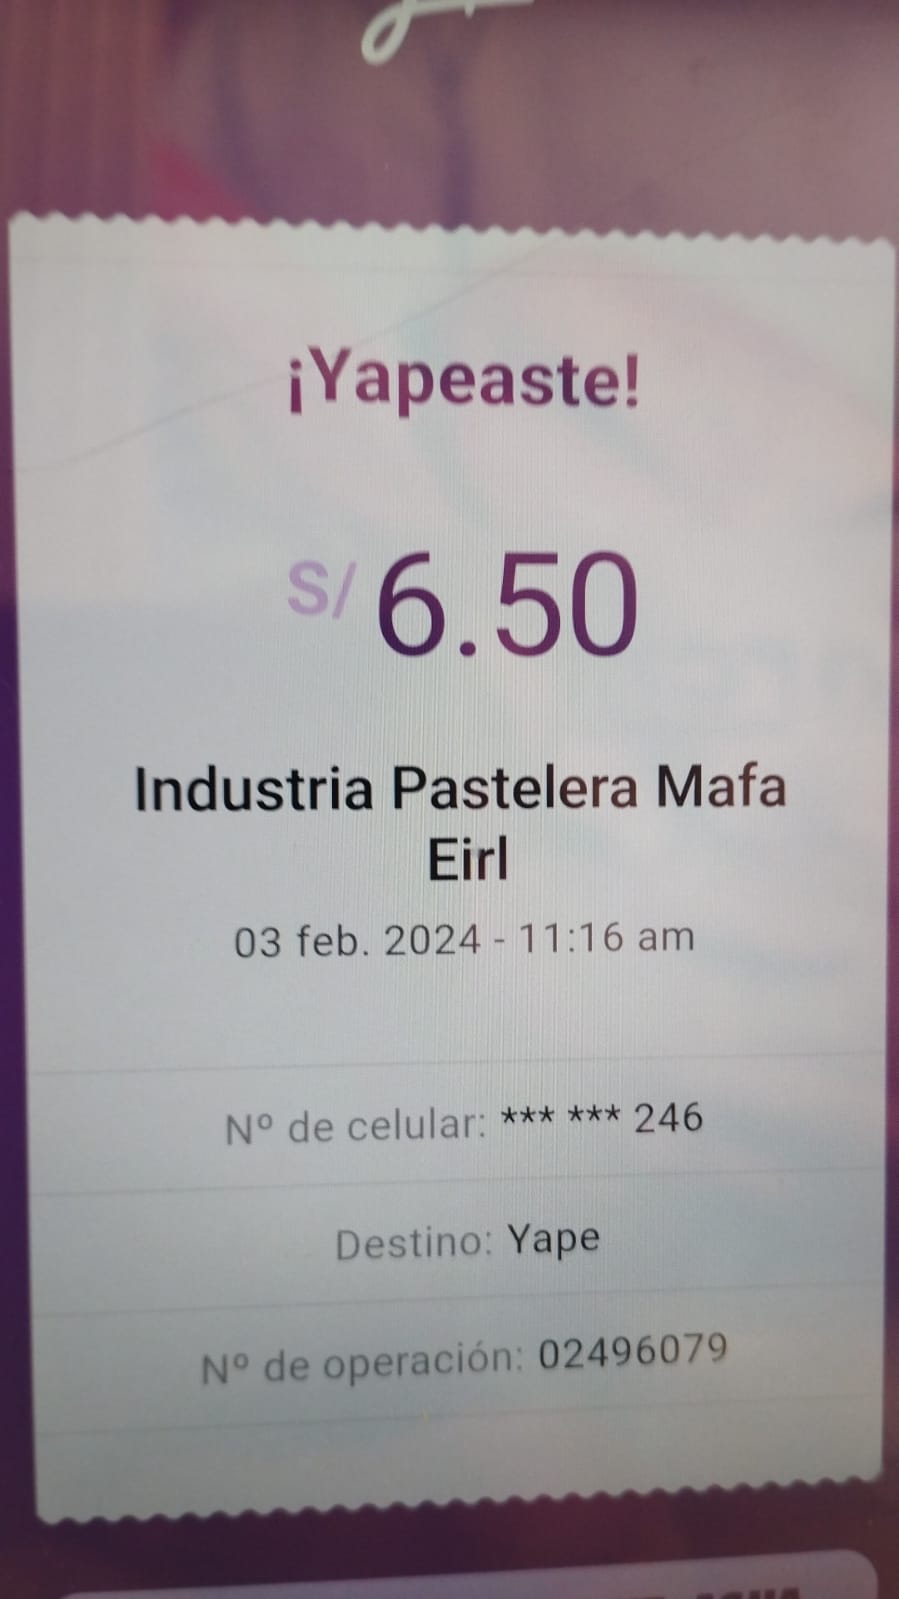 ¡Yapeaste!
S/ 6.50
Industria Pastelera Mafa
Eirl
03 feb. 2024 - 11:16 am
Nº de celular: *** *** 246
Destino: Yape
Nº de operación: 02496079